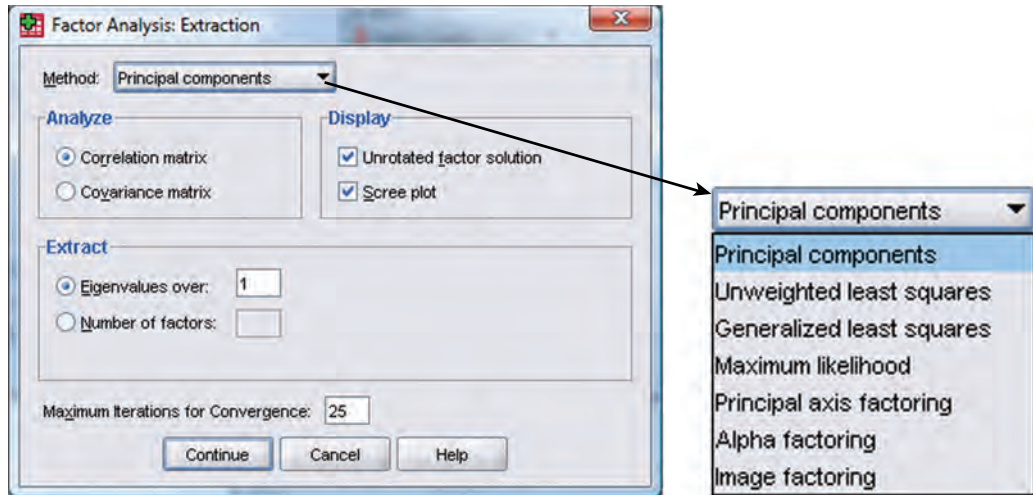 Factor Analysis: Extraction
Method: Principal components
Analyze
Correlation matrix
Covariance matrix
Display
Unrotated factor solution
Scree plot
Extract
Eigenvalues over: 1
Number of factors:
Maximum Iterations for Convergence: 25
Continue Cancel Help
Principal components
Principal components
Unweighted least squares
Generalized least squares
Maximum likelihood
Principal axis factoring
Alpha factoring
Image factoring